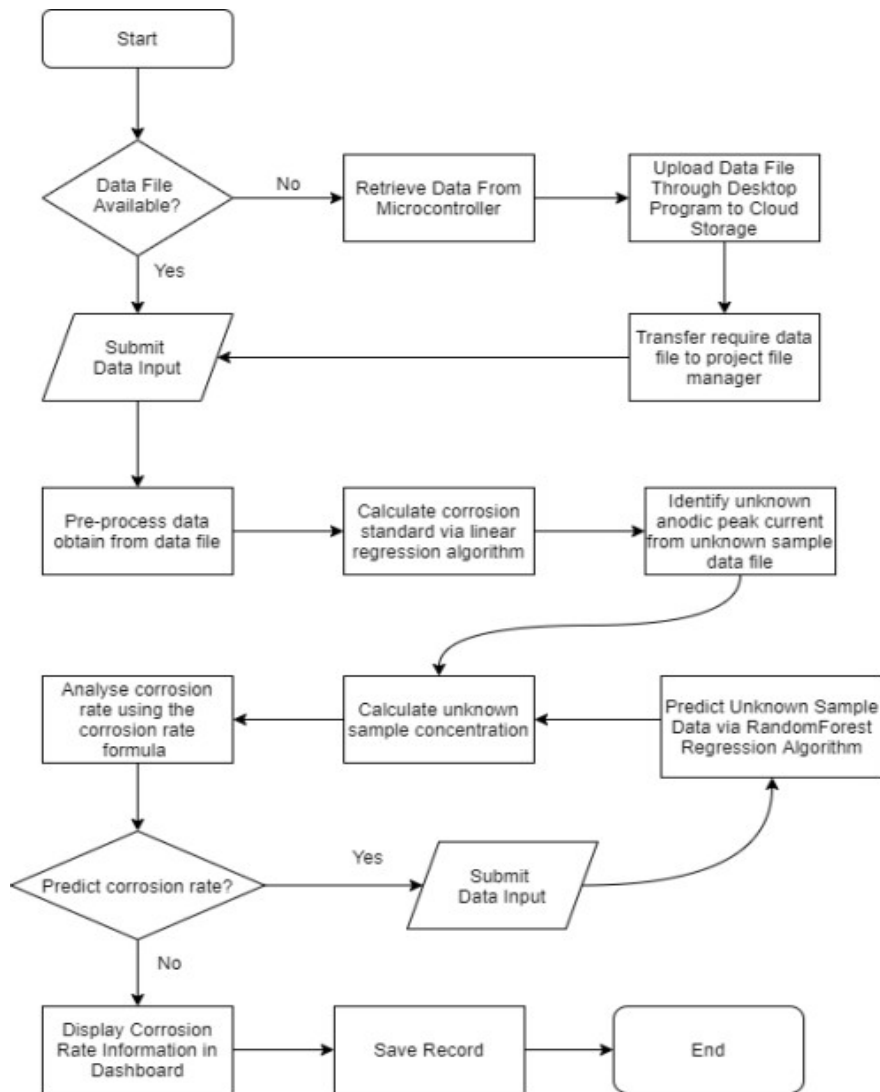 Start
Data File
Available?
No
Retrieve Data From
Microcontroller
Upload Data File
Through Desktop
Program to Cloud
Storage
Yes
Submit
Data Input
Transfer require data
file to project file
manager
Pre-process data
obtain from data file
Calculate corrosion
standard via linear
regression algorithm
Identify unknown
anodic peak current
from unknown sample
data file
Analyse corrosion
rate using the
corrosion rate
formula
Calculate unknown
sample concentration
Predict Unknown Sample
Data via RandomForest
Regression Algorithm
Predict corrosion rate?
Yes
Submit
Data Input
No
Display Corrosion
Rate Information in
Dashboard
Save Record
End